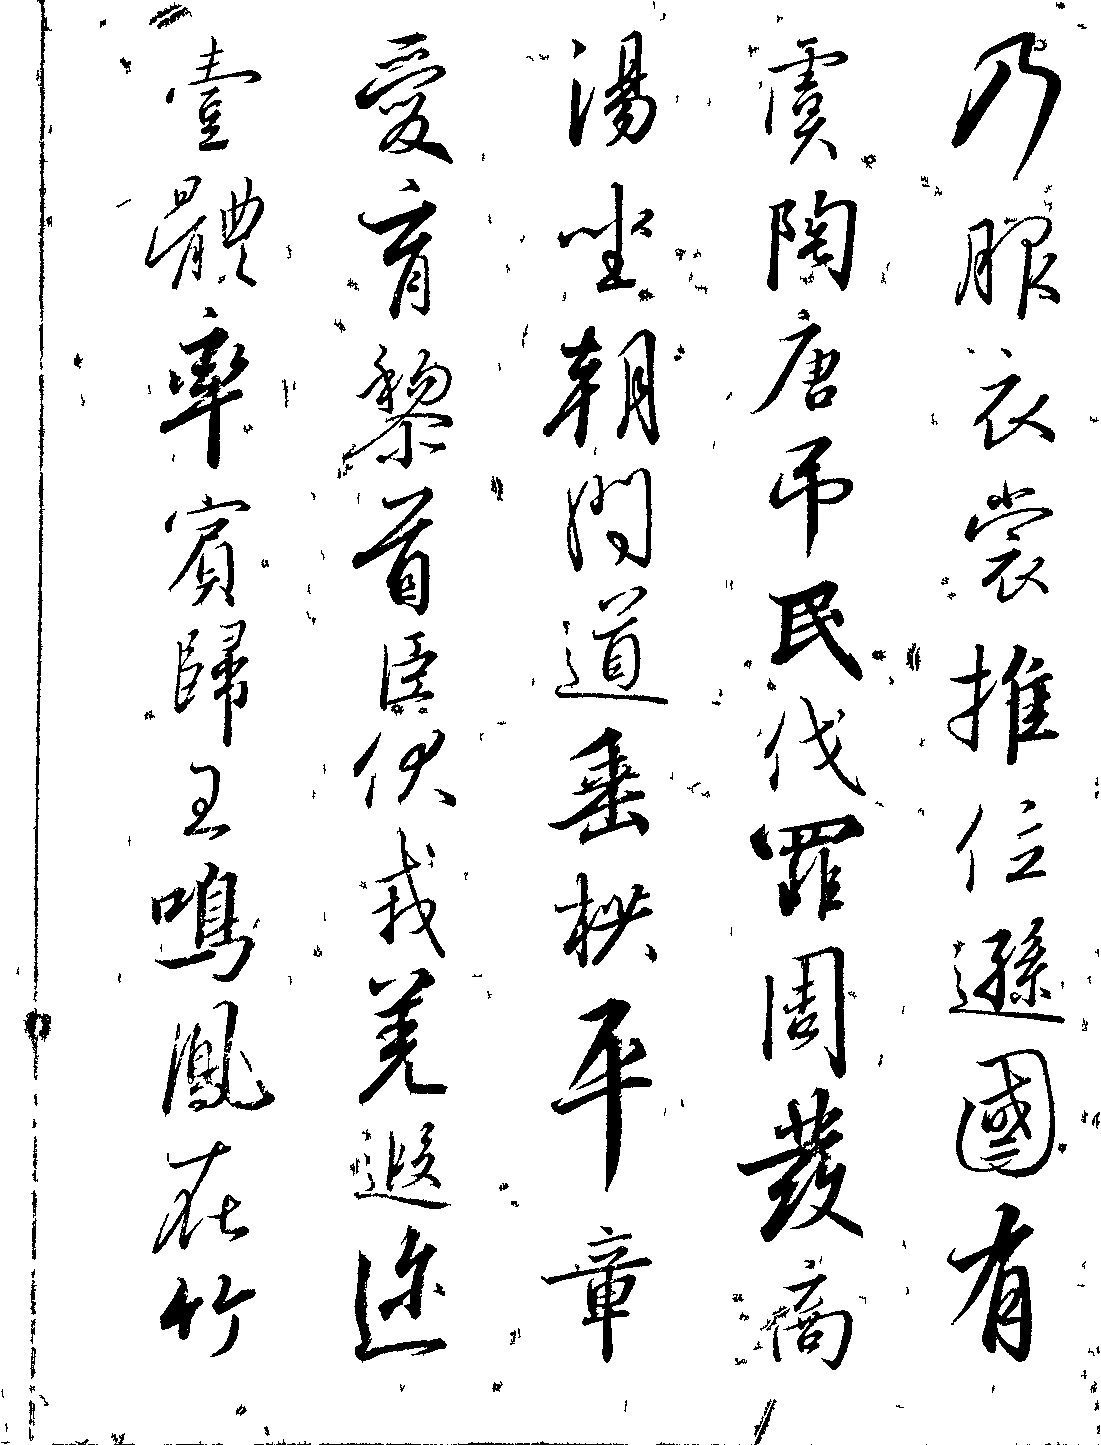 乃服衣裳推位遜國有
虞陶唐弔民伐罪周發商
湯坐朝問道垂拱平章
愛育黎首臣伏戎羌遐迩
壹體率賓歸王鳴鳳在竹